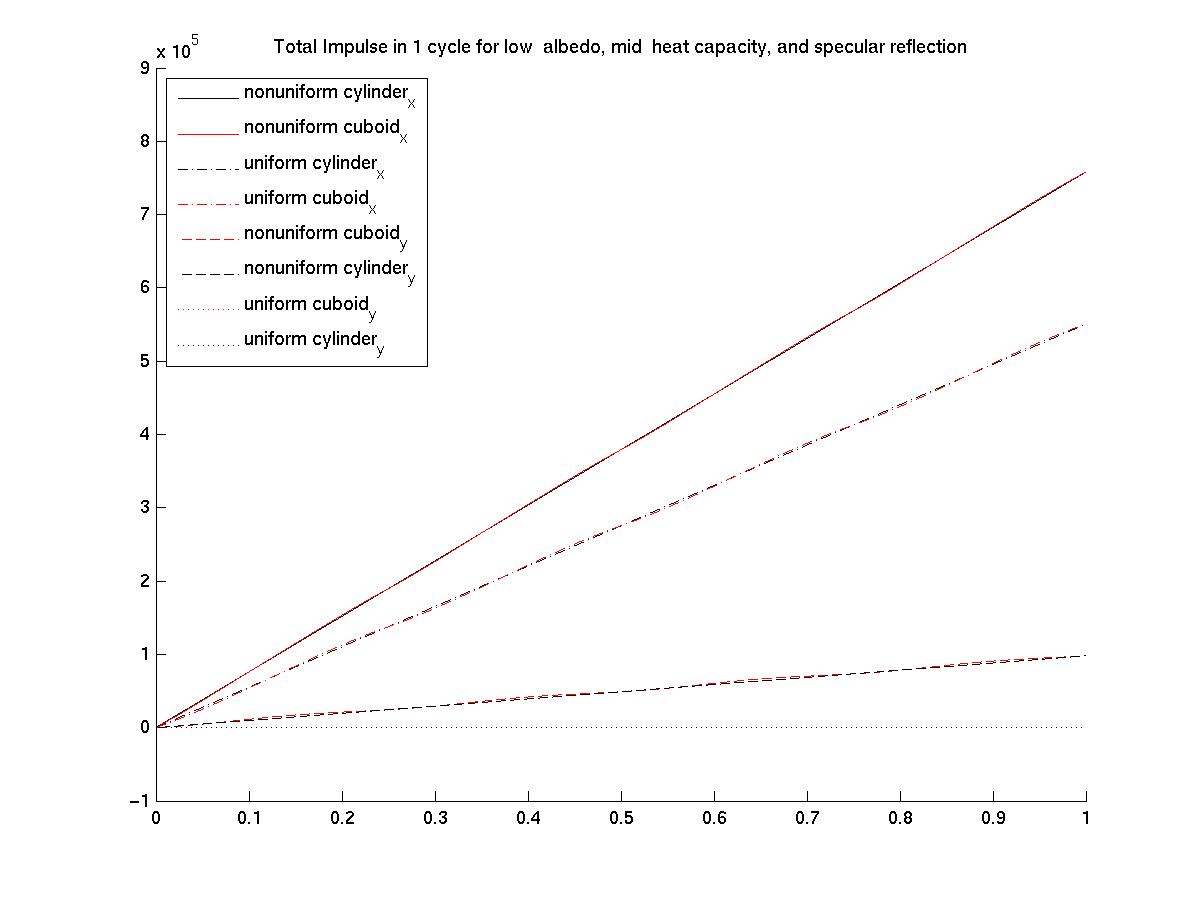 Total Impulse in 1 cycle for low  albedo, mid  heat capacity, and specular reflection
x 10^5
9
8
7
6
5
4
3
2
1
0
−1
nonuniform cylinder_x
nonuniform cuboid_x
uniform cylinder_x
uniform cuboid_x
nonuniform cuboid_y
nonuniform cylinder_y
uniform cuboid_y
uniform cylinder_y
0 0.1 0.2 0.3 0.4 0.5 0.6 0.7 0.8 0.9 1